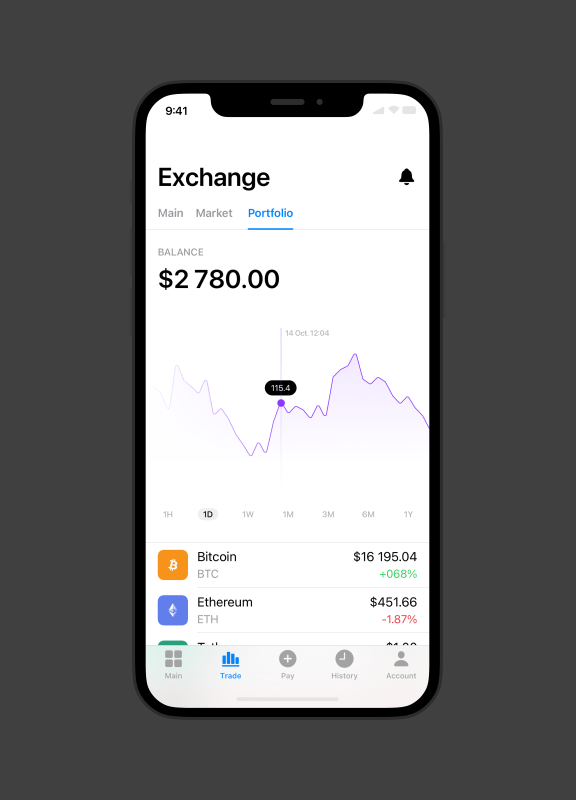 9:41
Exchange
Main Market Portfolio
BALANCE
$2 780.00
14 Oct. 12:04
115.4
1H 1D 1W 1M 3M 6M 1Y
Bitcoin $16 195.04
BTC +068%
Ethereum $451.66
ETH -1.87%
Main Trade Pay History Account